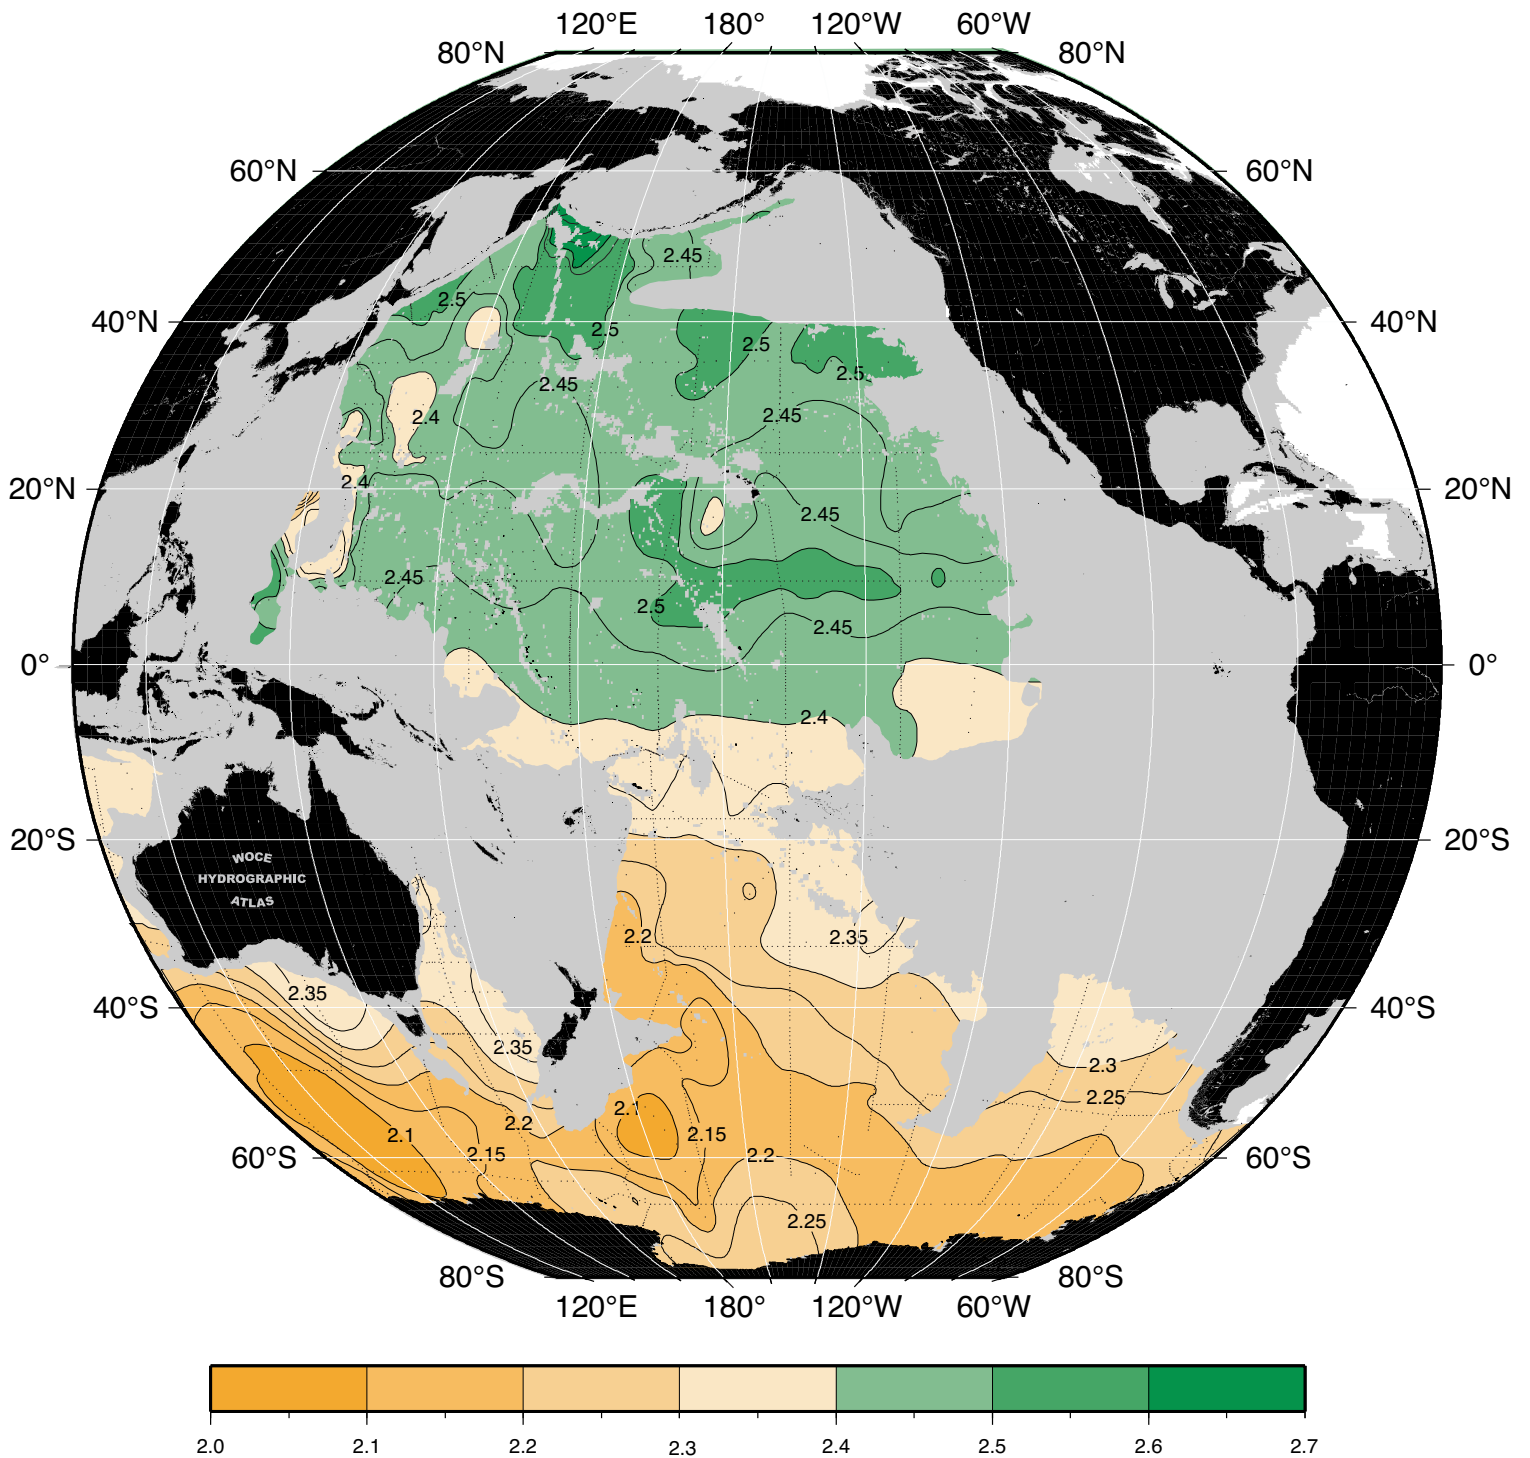 120°E 180° 120°W 60°W
80°N 80°N
60°N 60°N
2.45
2.5
40°N 2.5 40°N
2.5
2.5
2.45
2.4 2.45
20°N 2.4 20°N
2.45
2.45
2.5
2.45
0° 0°
2.4
20°S 20°S
WOCE
HYDROGRAPHIC
ATLAS
2.2 2.35
2.35
40°S 40°S
2.35
2.3
2.25
2.1
2.2
2.1 2.15
2.15 2.2
60°S 60°S
2.25
80°S 80°S
120°E 180° 120°W 60°W
2.0 2.1 2.2 2.3 2.4 2.5 2.6 2.7